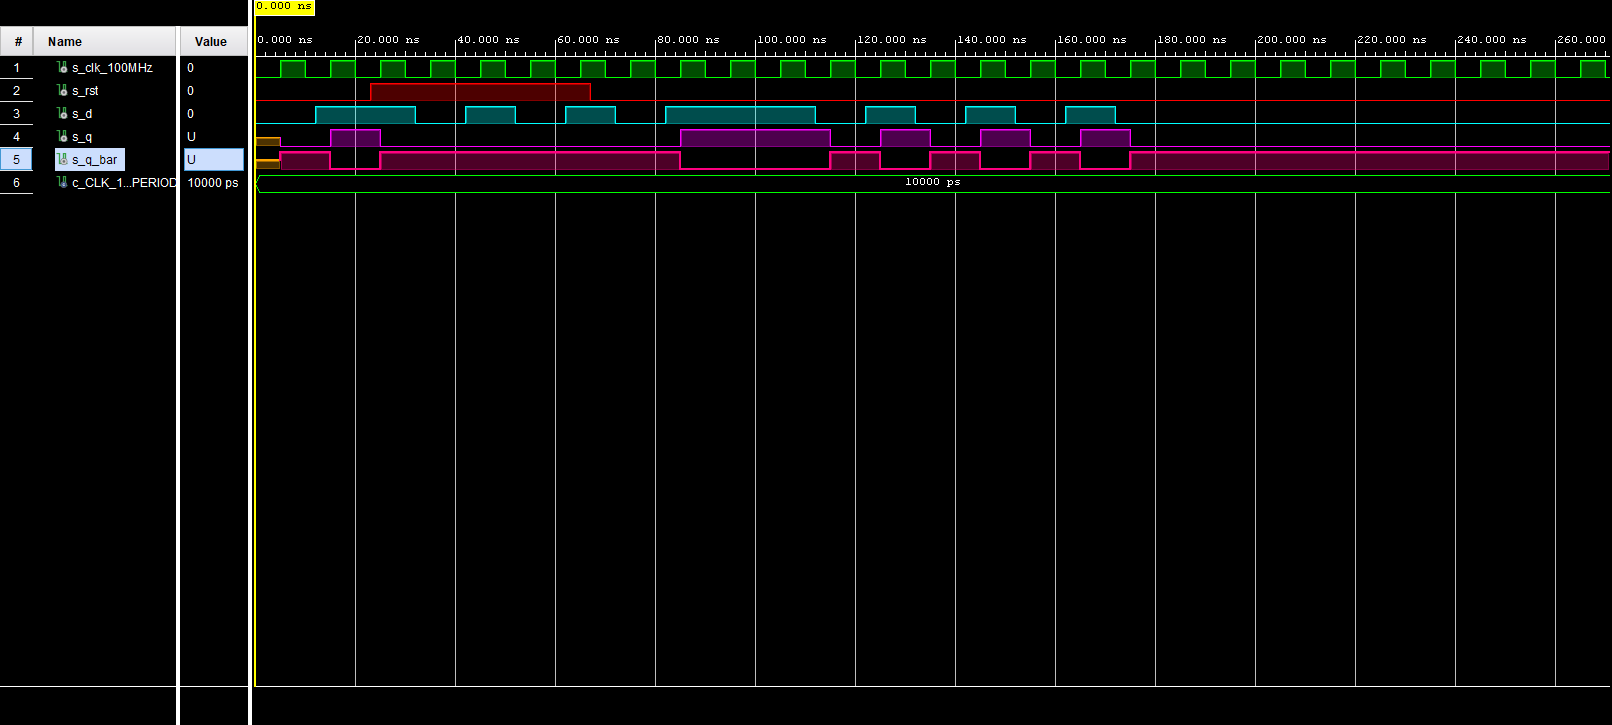 0.000 ns
# Name Value
0.000 ns 20.000 ns 40.000 ns 60.000 ns 80.000 ns 100.000 ns 120.000 ns 140.000 ns 160.000 ns 180.000 ns 200.000 ns 220.000 ns 240.000 ns 260.000
1 s_clk_100MHz 0
2 s_rst 0
3 s_d 0
4 s_q U
5 s_q_bar U
6 c_CLK_1...PERIOD 10000 ps 10000 ps